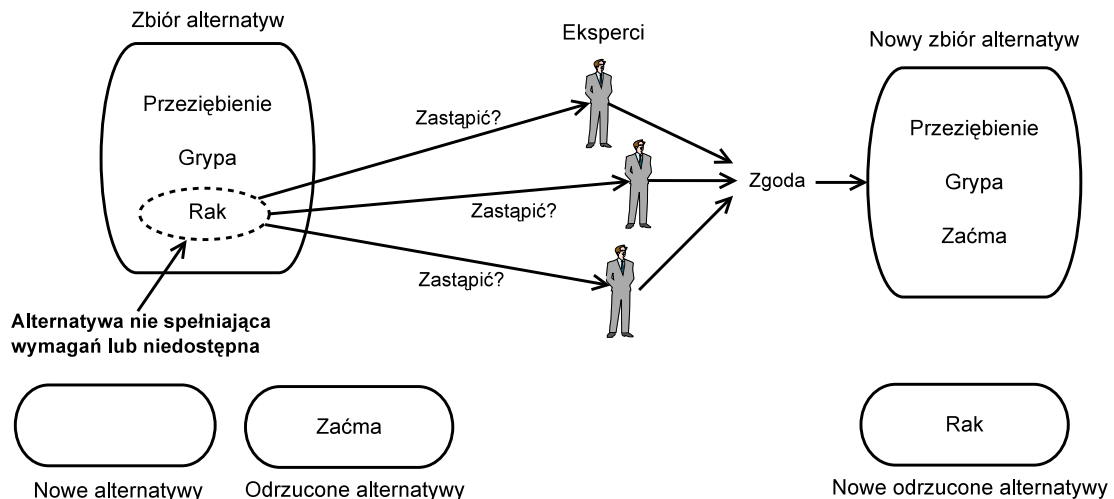 Zbiór alternatyw
Przeziębienie
Grypa
Rak
Alternatywa nie spełniająca
wymagań lub niedostępna
Zastąpić?
Zastąpić?
Zastąpić?
Eksperci
Zgoda
Nowy zbiór alternatyw
Przeziębienie
Grypa
Zaćma
Nowe alternatywy
Zaćma
Odrzucone alternatywy
Rak
Nowe odrzucone alternatywy